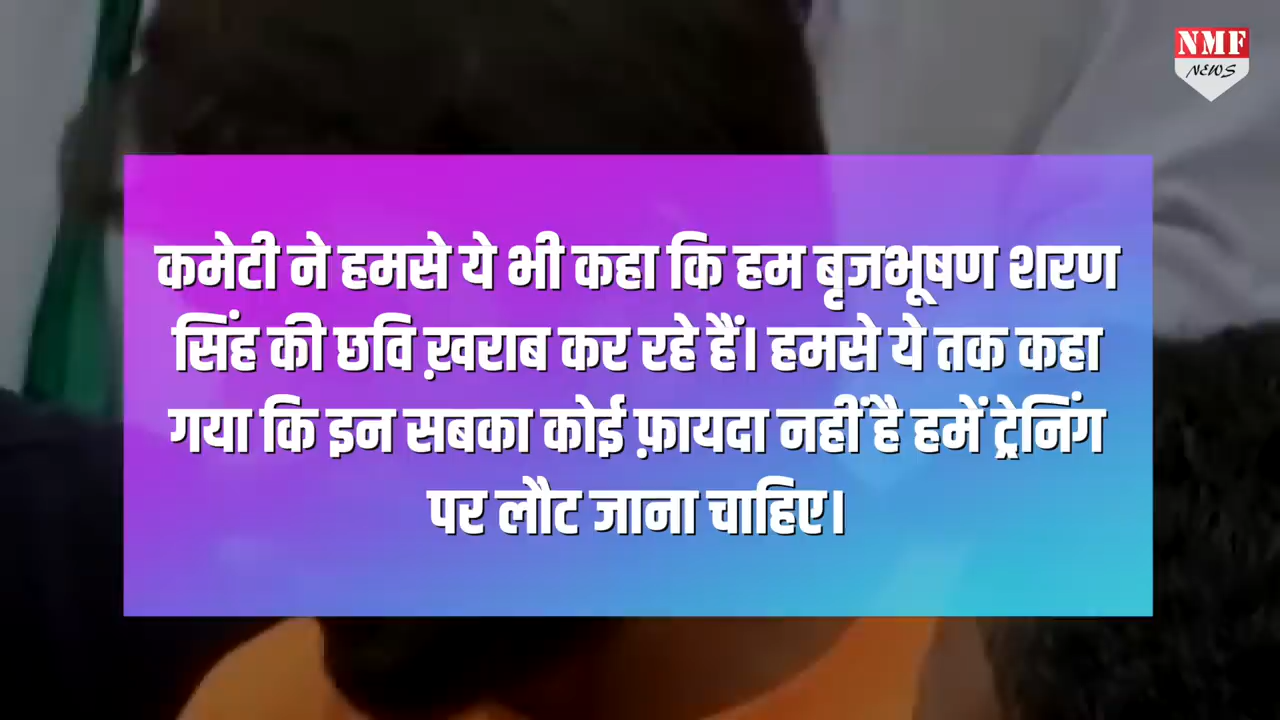 NMF
NEWS
कमेटी ने हमसे ये भी कहा कि हम बृजभूषण शरण
सिंह की छवि ख़राब कर रहे हैं। हमसे ये तक कहा
गया कि इन सबका कोई फ़ायदा नहीं है हमें ट्रेनिंग
पर लौट जाना चाहिए।